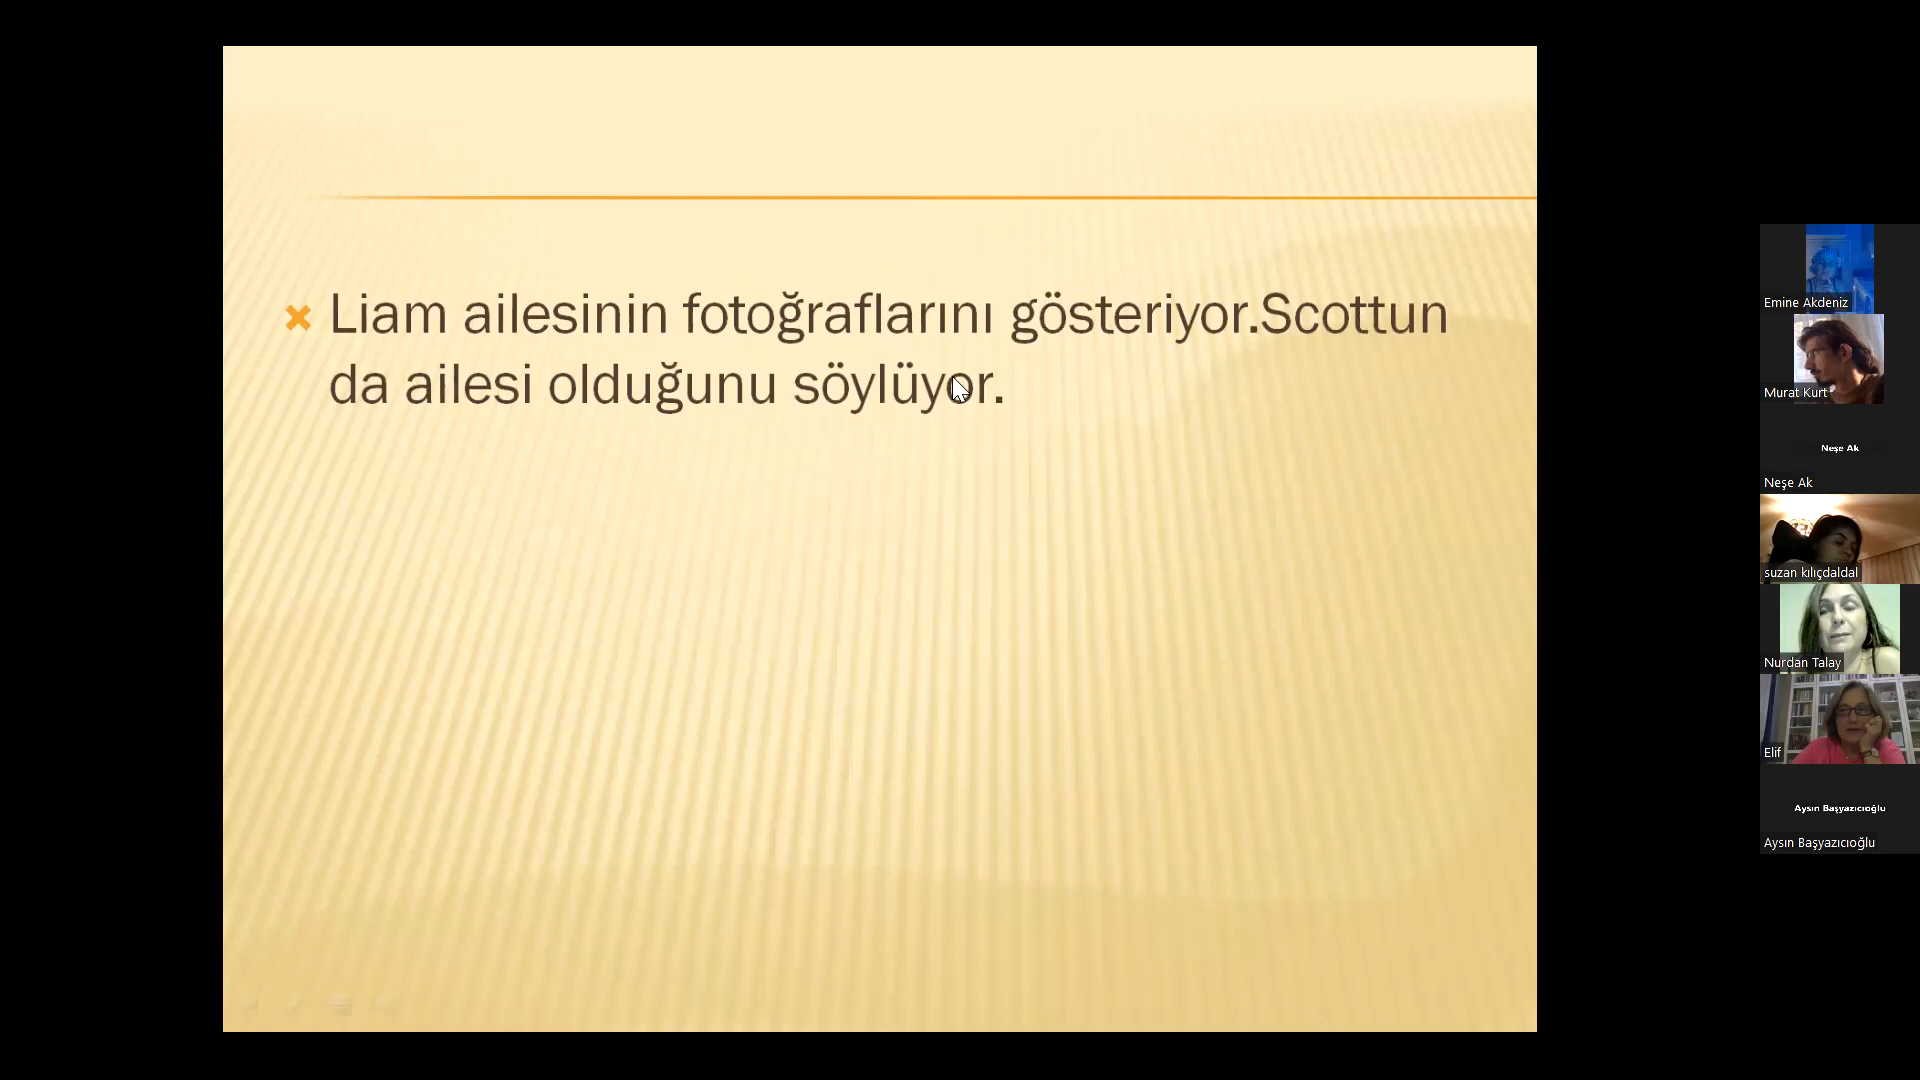 Liam ailesinin fotoğraflarını gösteriyor.Scottun
da ailesi olduğunu söylüyor.
Emine Akdeniz
Murat Kurt
Neşe Ak
Neşe Ak
suzan kılıçdaldal
Nurdan Talay
Elif
Aysın Başyazıcıoğlu
Aysın Başyazıcıoğlu